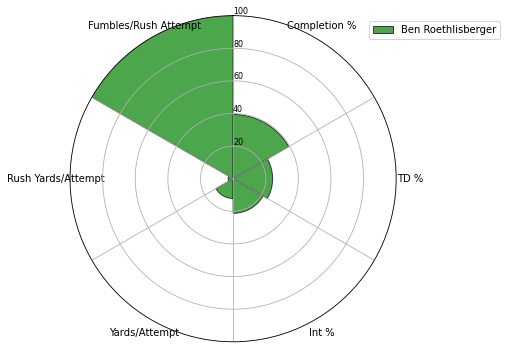 100
Fumbles/Rush Attempt
Completion %
Ben Roethlisberger
80
60
40
20
Rush Yards/Attempt
TD %
Yards/Attempt
Int %